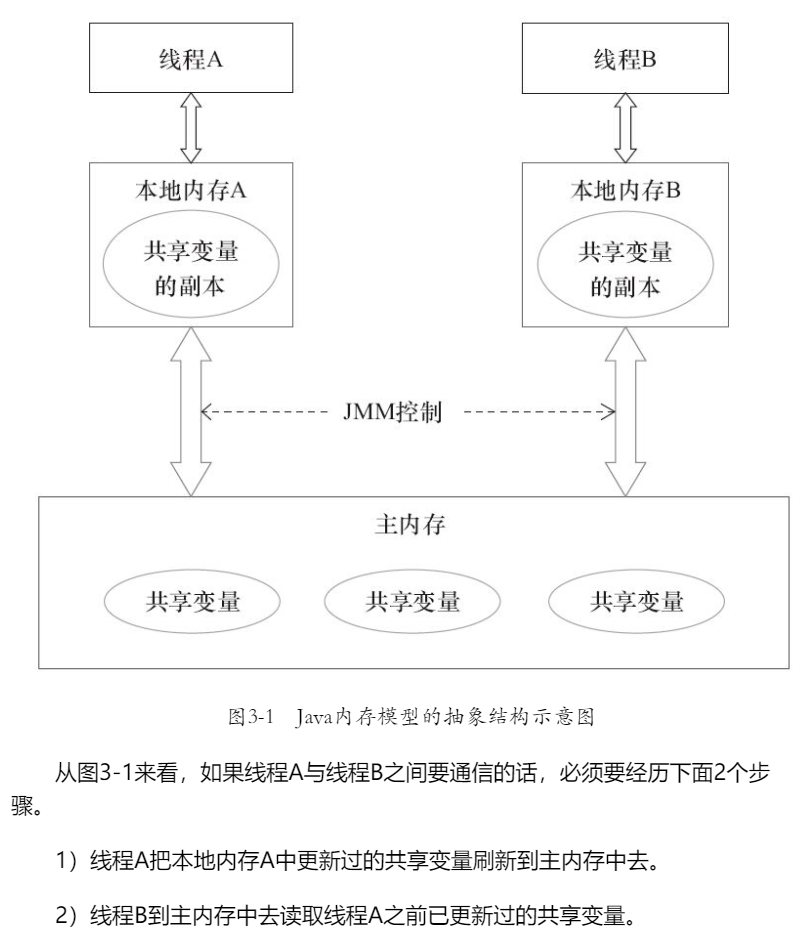 线程A
线程B
本地内存A
本地内存B
共享变量
的副本
共享变量
的副本
JMM控制
主内存
共享变量
共享变量
共享变量
图3-1 Java内存模型的抽象结构示意图
从图3-1来看，如果线程A与线程B之间要通信的话，必须要经历下面2个步
骤。
1）线程A把本地内存A中更新过的共享变量刷新到主内存中去。
2）线程B到主内存中去读取线程A之前已更新过的共享变量。